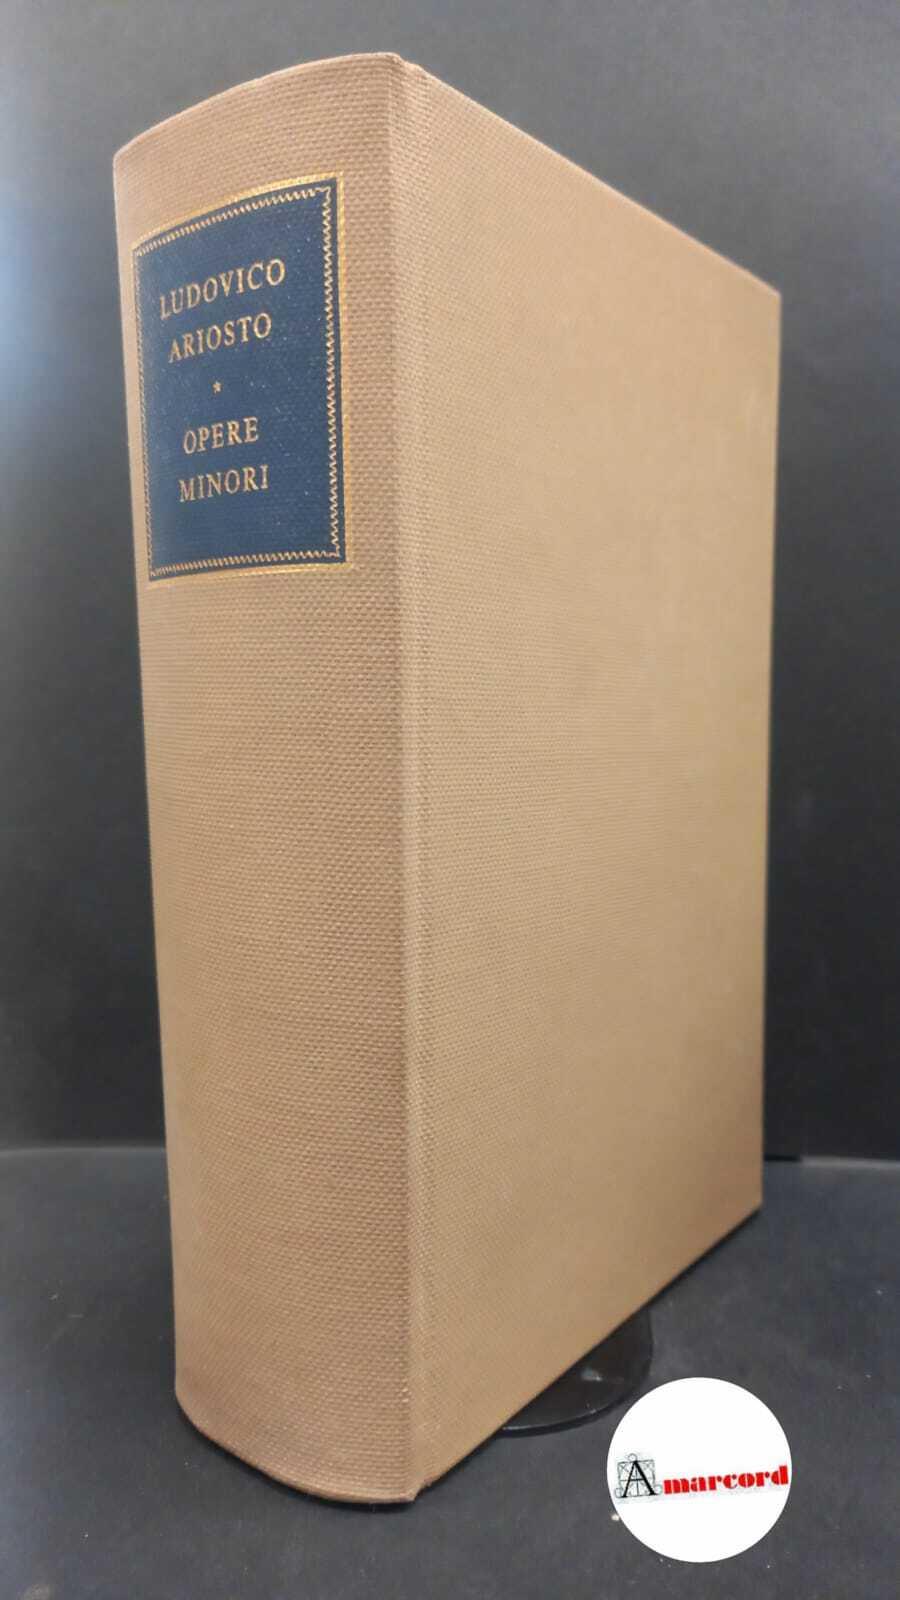 LUDOVICO
ARIOSTO
*
OPERE
MINORI
Amarcord